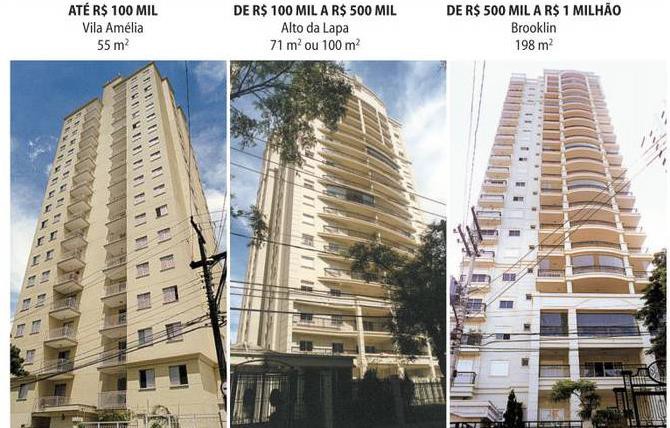 ATÉ R$ 100 MIL
Vila Amélia
55 m²
DE R$ 100 MIL A R$ 500 MIL
Alto da Lapa
71 m² ou 100 m²
DE R$ 500 MIL A R$ 1 MILHÃO
Brooklin
198 m²